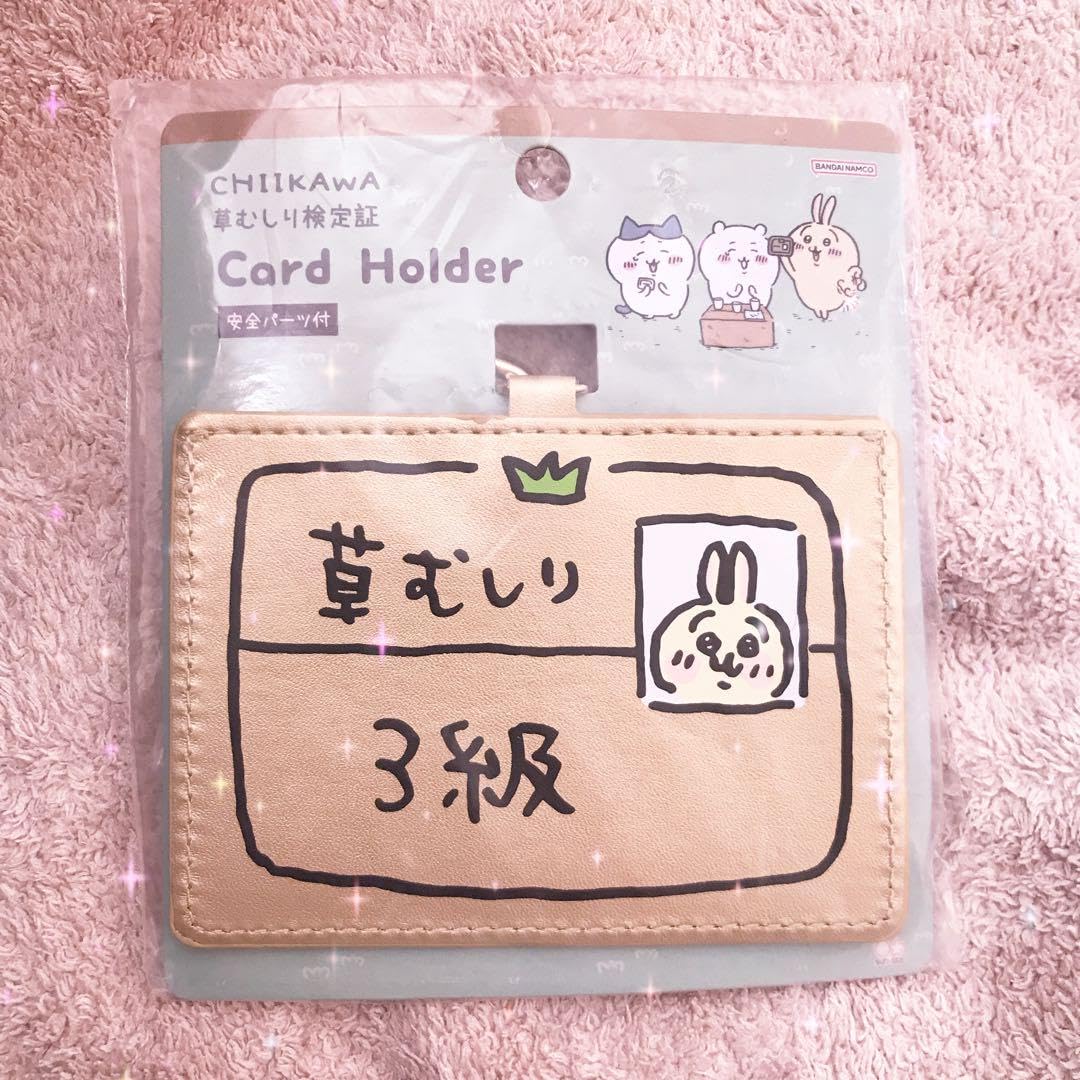 BANDAI NAMCO
CHIIKAWA
草むしり検定証
Card Holder
安全パーツ付
草むしり
3級